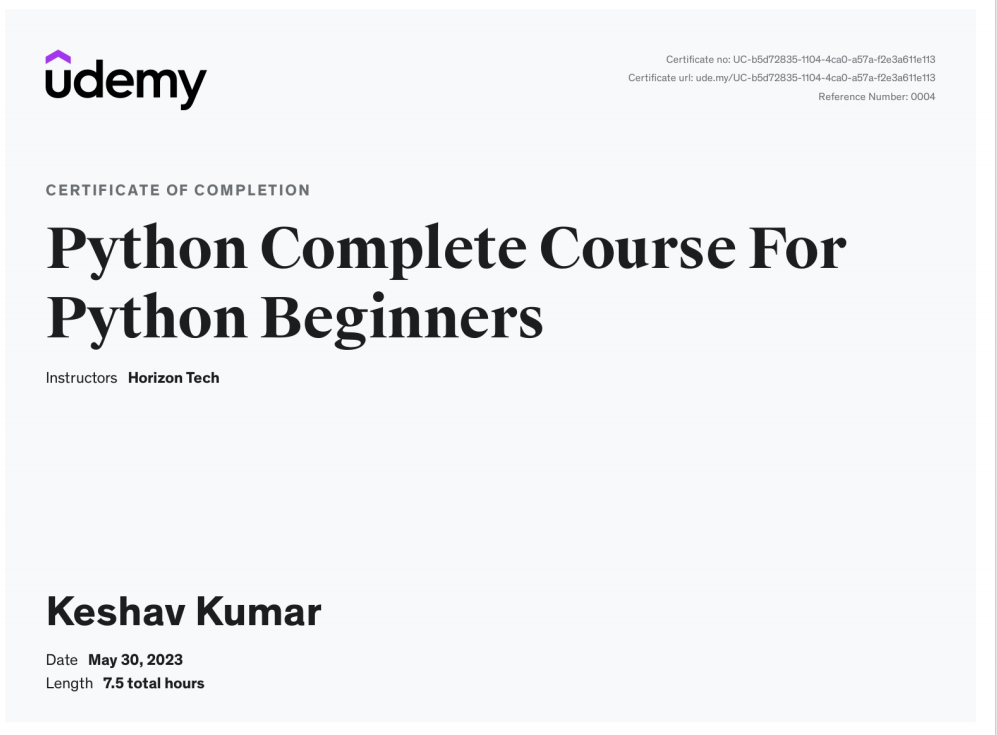 udemy
Certificate no: UC-b5d72835-1104-4ca0-a57a-f2e3a611e113
Certificate url: ude.my/UC-b5d72835-1104-4ca0-a57a-f2e3a611e113
Reference Number: 0004
CERTIFICATE OF COMPLETION
Python Complete Course For
Python Beginners
Instructors Horizon Tech
Keshav Kumar
Date May 30, 2023
Length 7.5 total hours